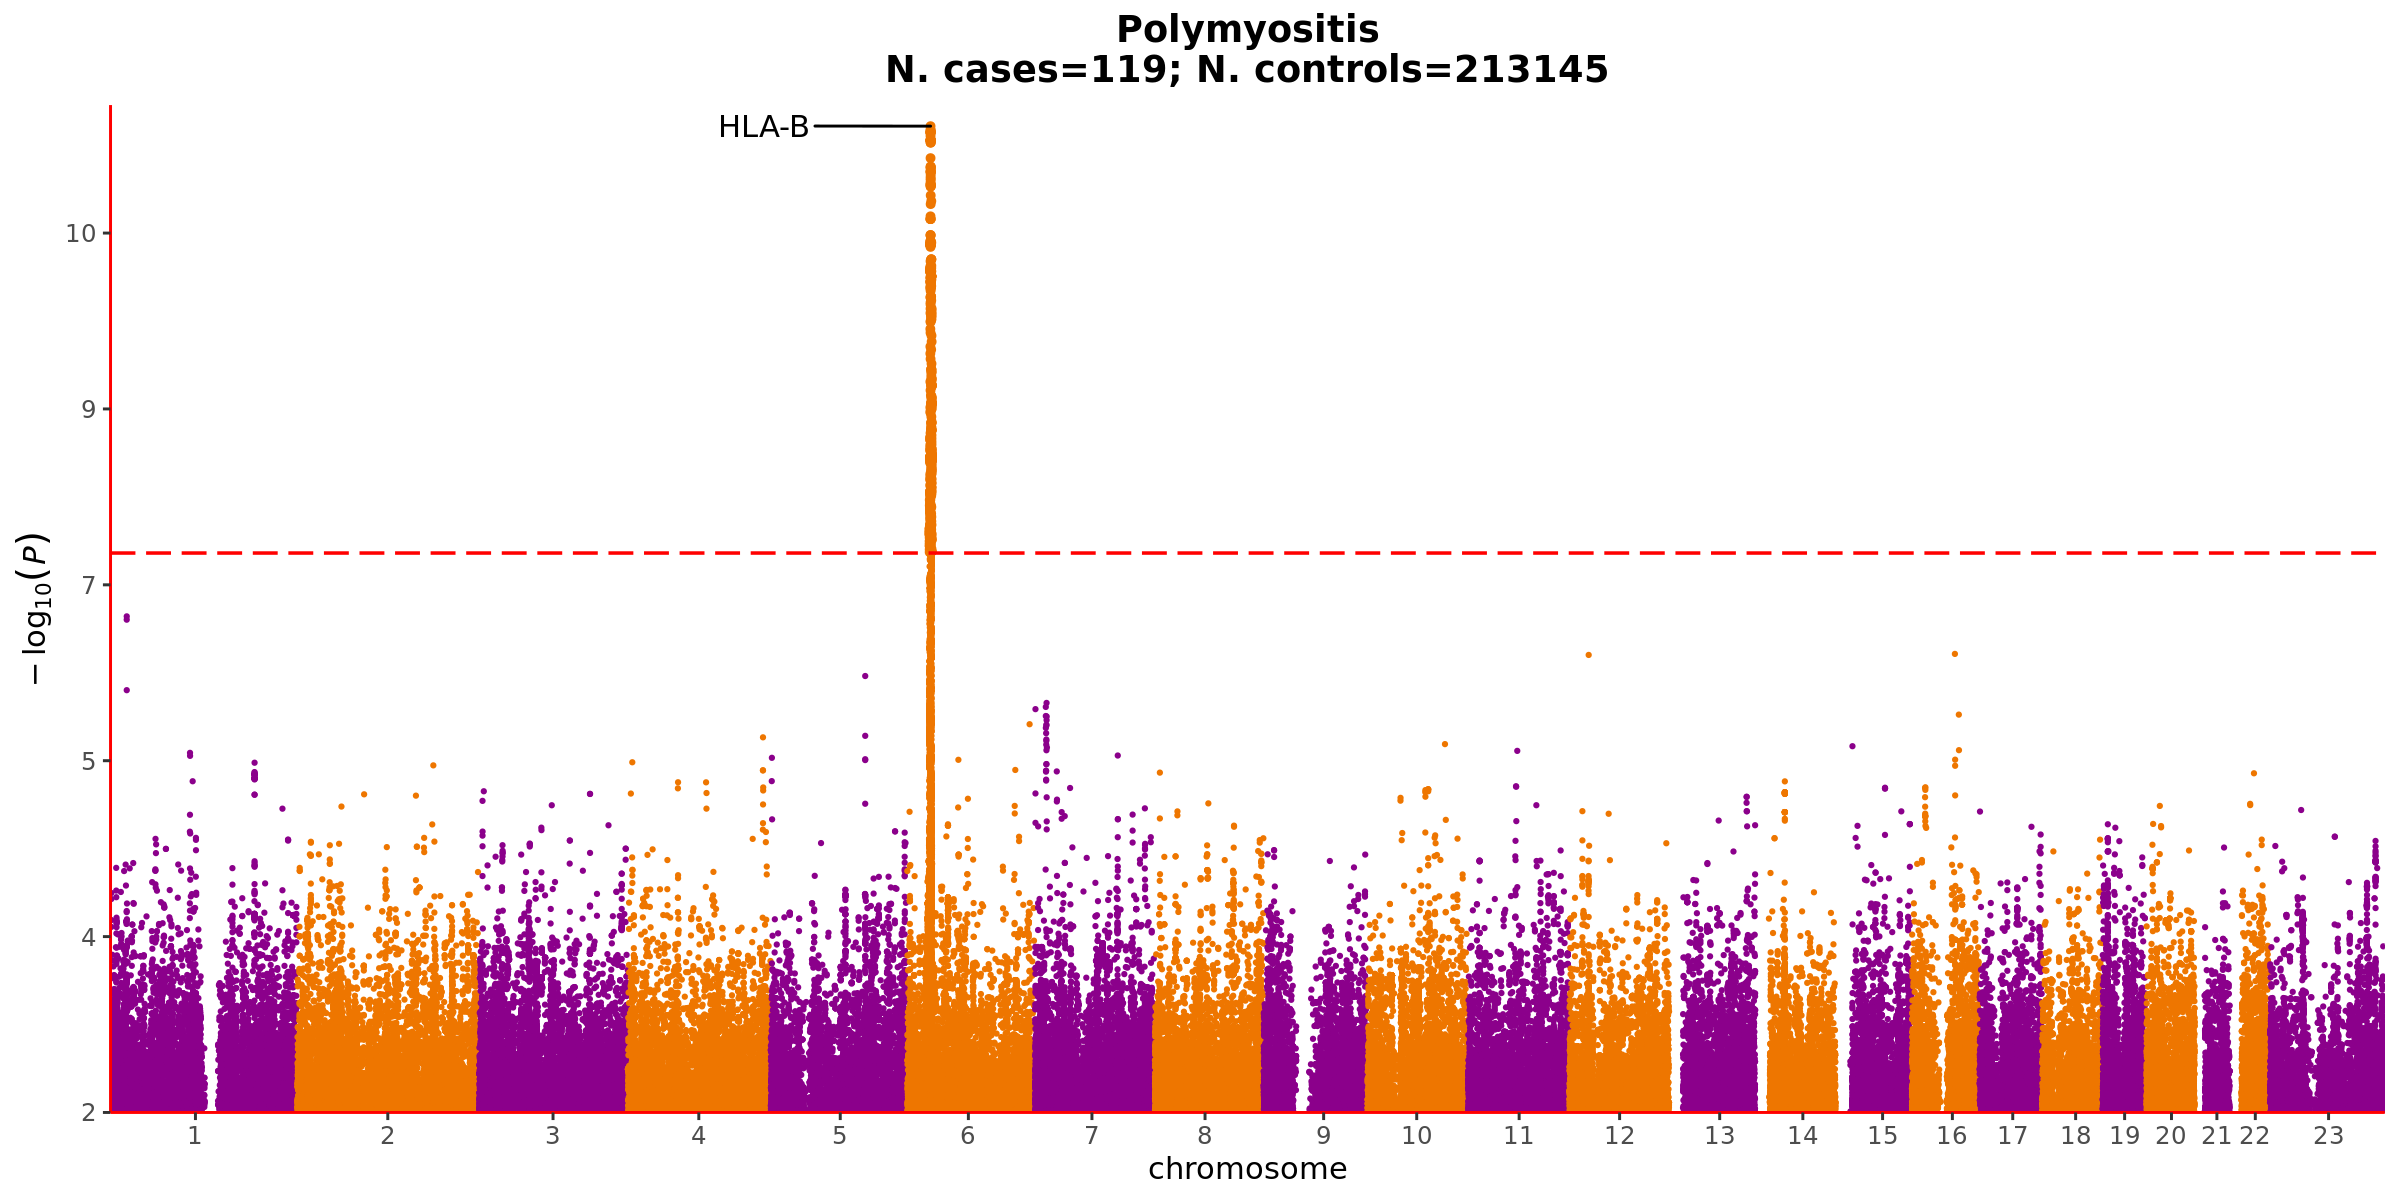 Polymyositis
N. cases=119; N. controls=213145
HLA-B
10
9
7
5
4
2
−log10(P)
1 2 3 4 5 6 7 8 9 10 11 12 13 14 15 16 17 18 19 20 21 22 23
chromosome